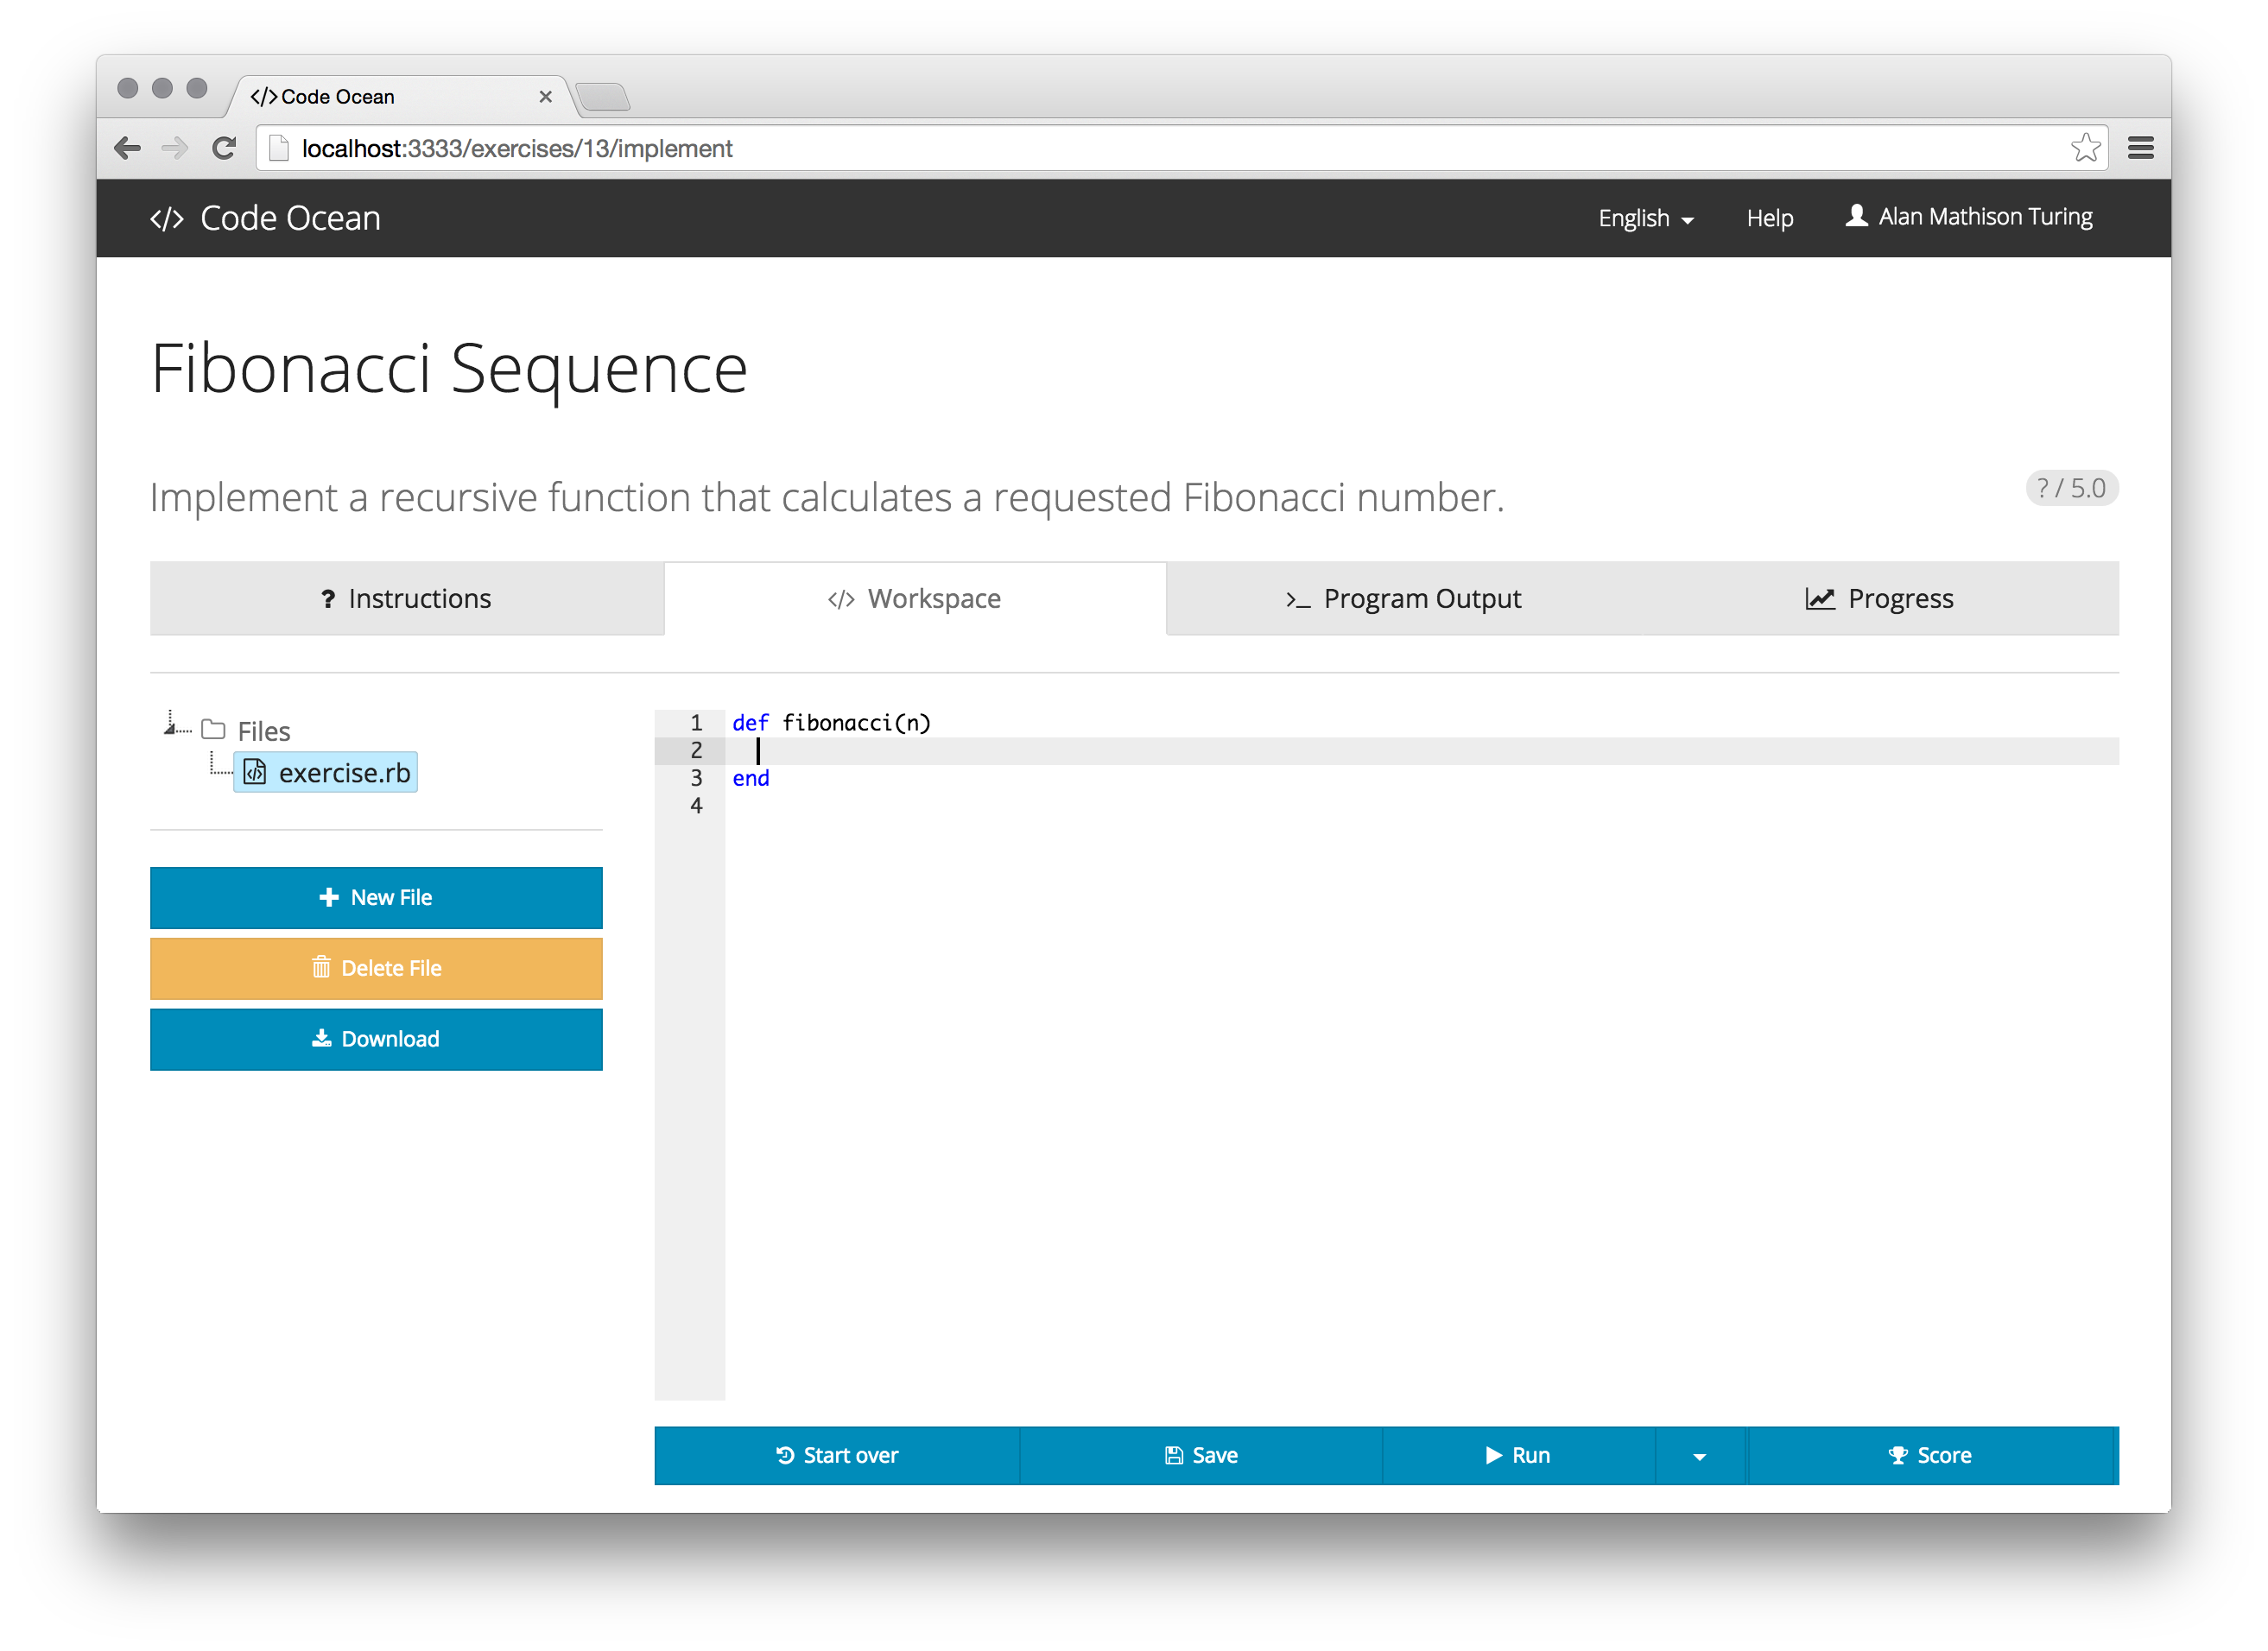 </> Code Ocean
localhost:3333/exercises/13/implement
</> Code Ocean English Help Alan Mathison Turing
Fibonacci Sequence
Implement a recursive function that calculates a requested Fibonacci number. ? / 5.0
? Instructions </> Workspace >_ Program Output Progress
Files
exercise.rb
New File
Delete File
Download
1 def fibonacci(n)
2
3 end
4
Start over Save Run Score